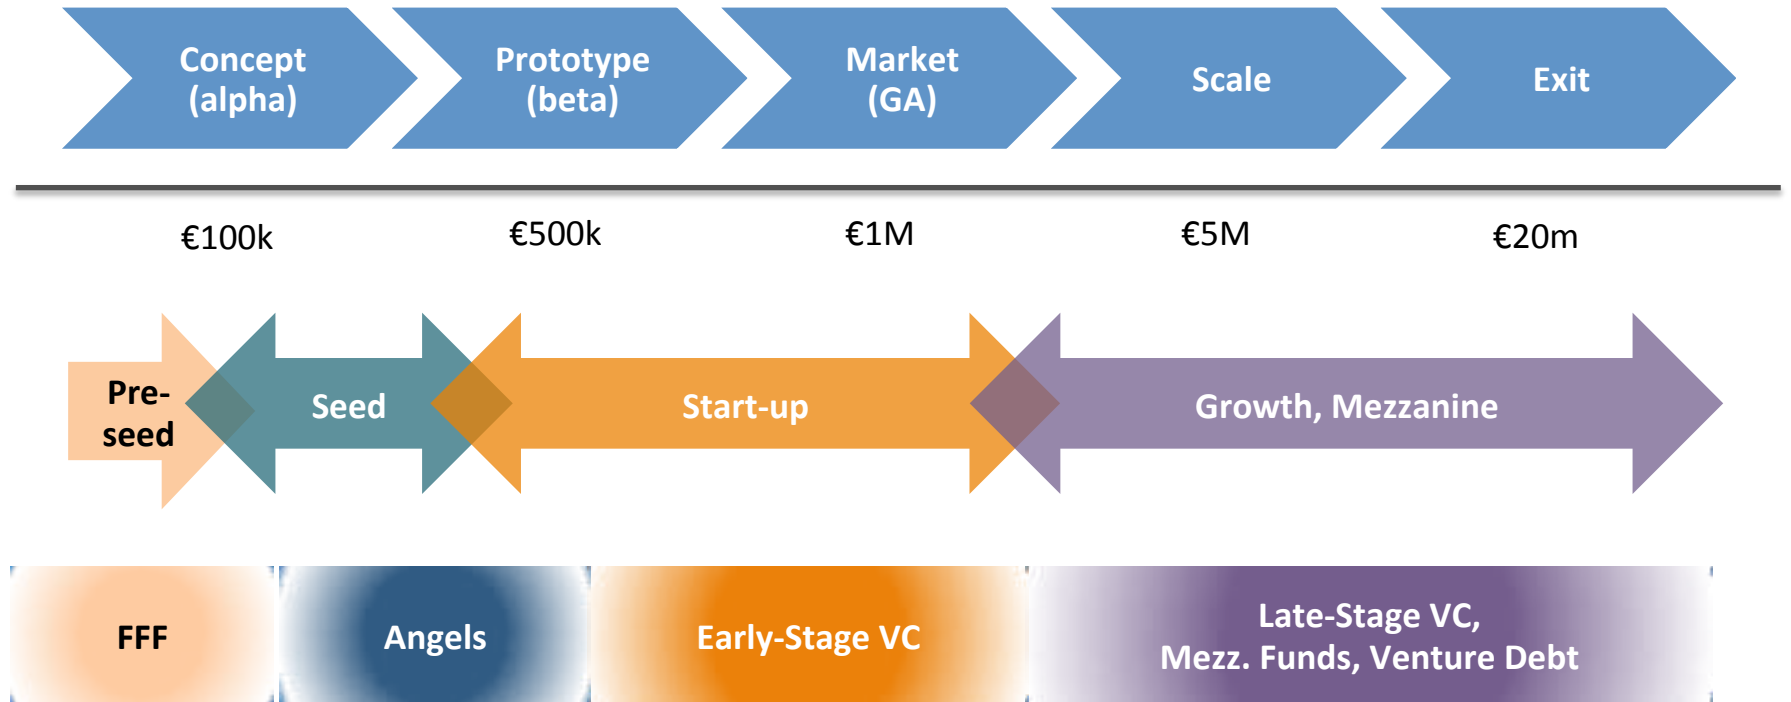 Concept
(alpha)
Prototype
(beta)
Market
(GA)
Scale
Exit
€100k
€500k
€1M
€5M
€20m
Pre-
seed
Seed
Start-up
Growth, Mezzanine
FFF
Angels
Early-Stage VC
Late-Stage VC,
Mezz. Funds, Venture Debt